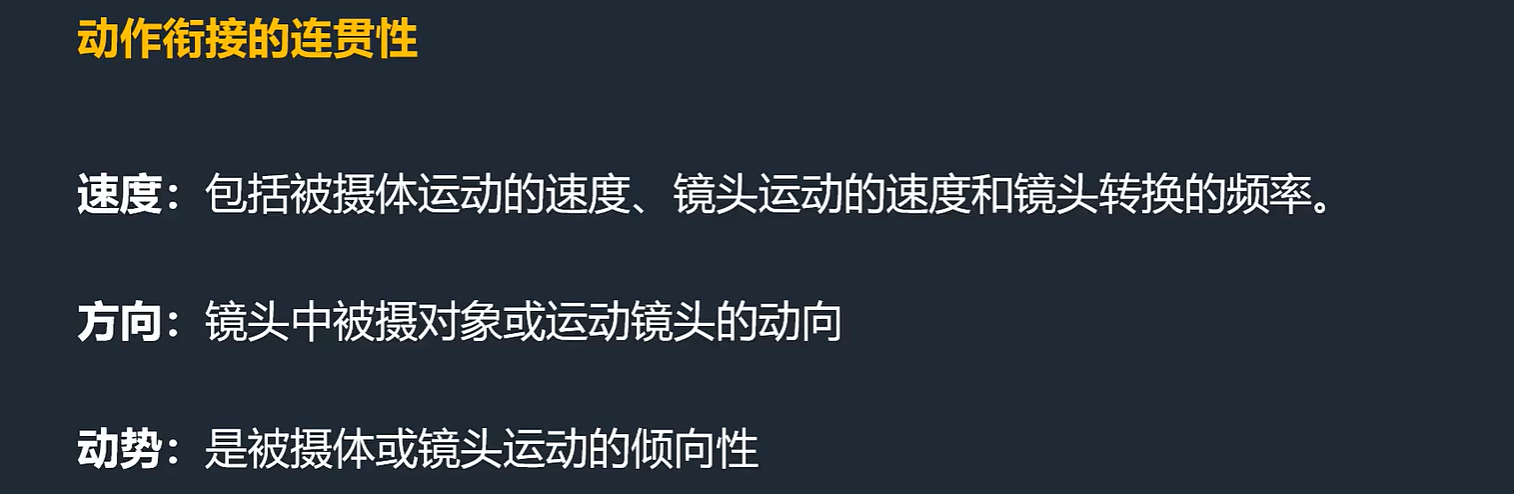 动作衔接的连贯性
速度：包括被摄体运动的速度、镜头运动的速度和镜头转换的频率。
方向：镜头中被摄对象或运动镜头的动向
动势：是被摄体或镜头运动的倾向性